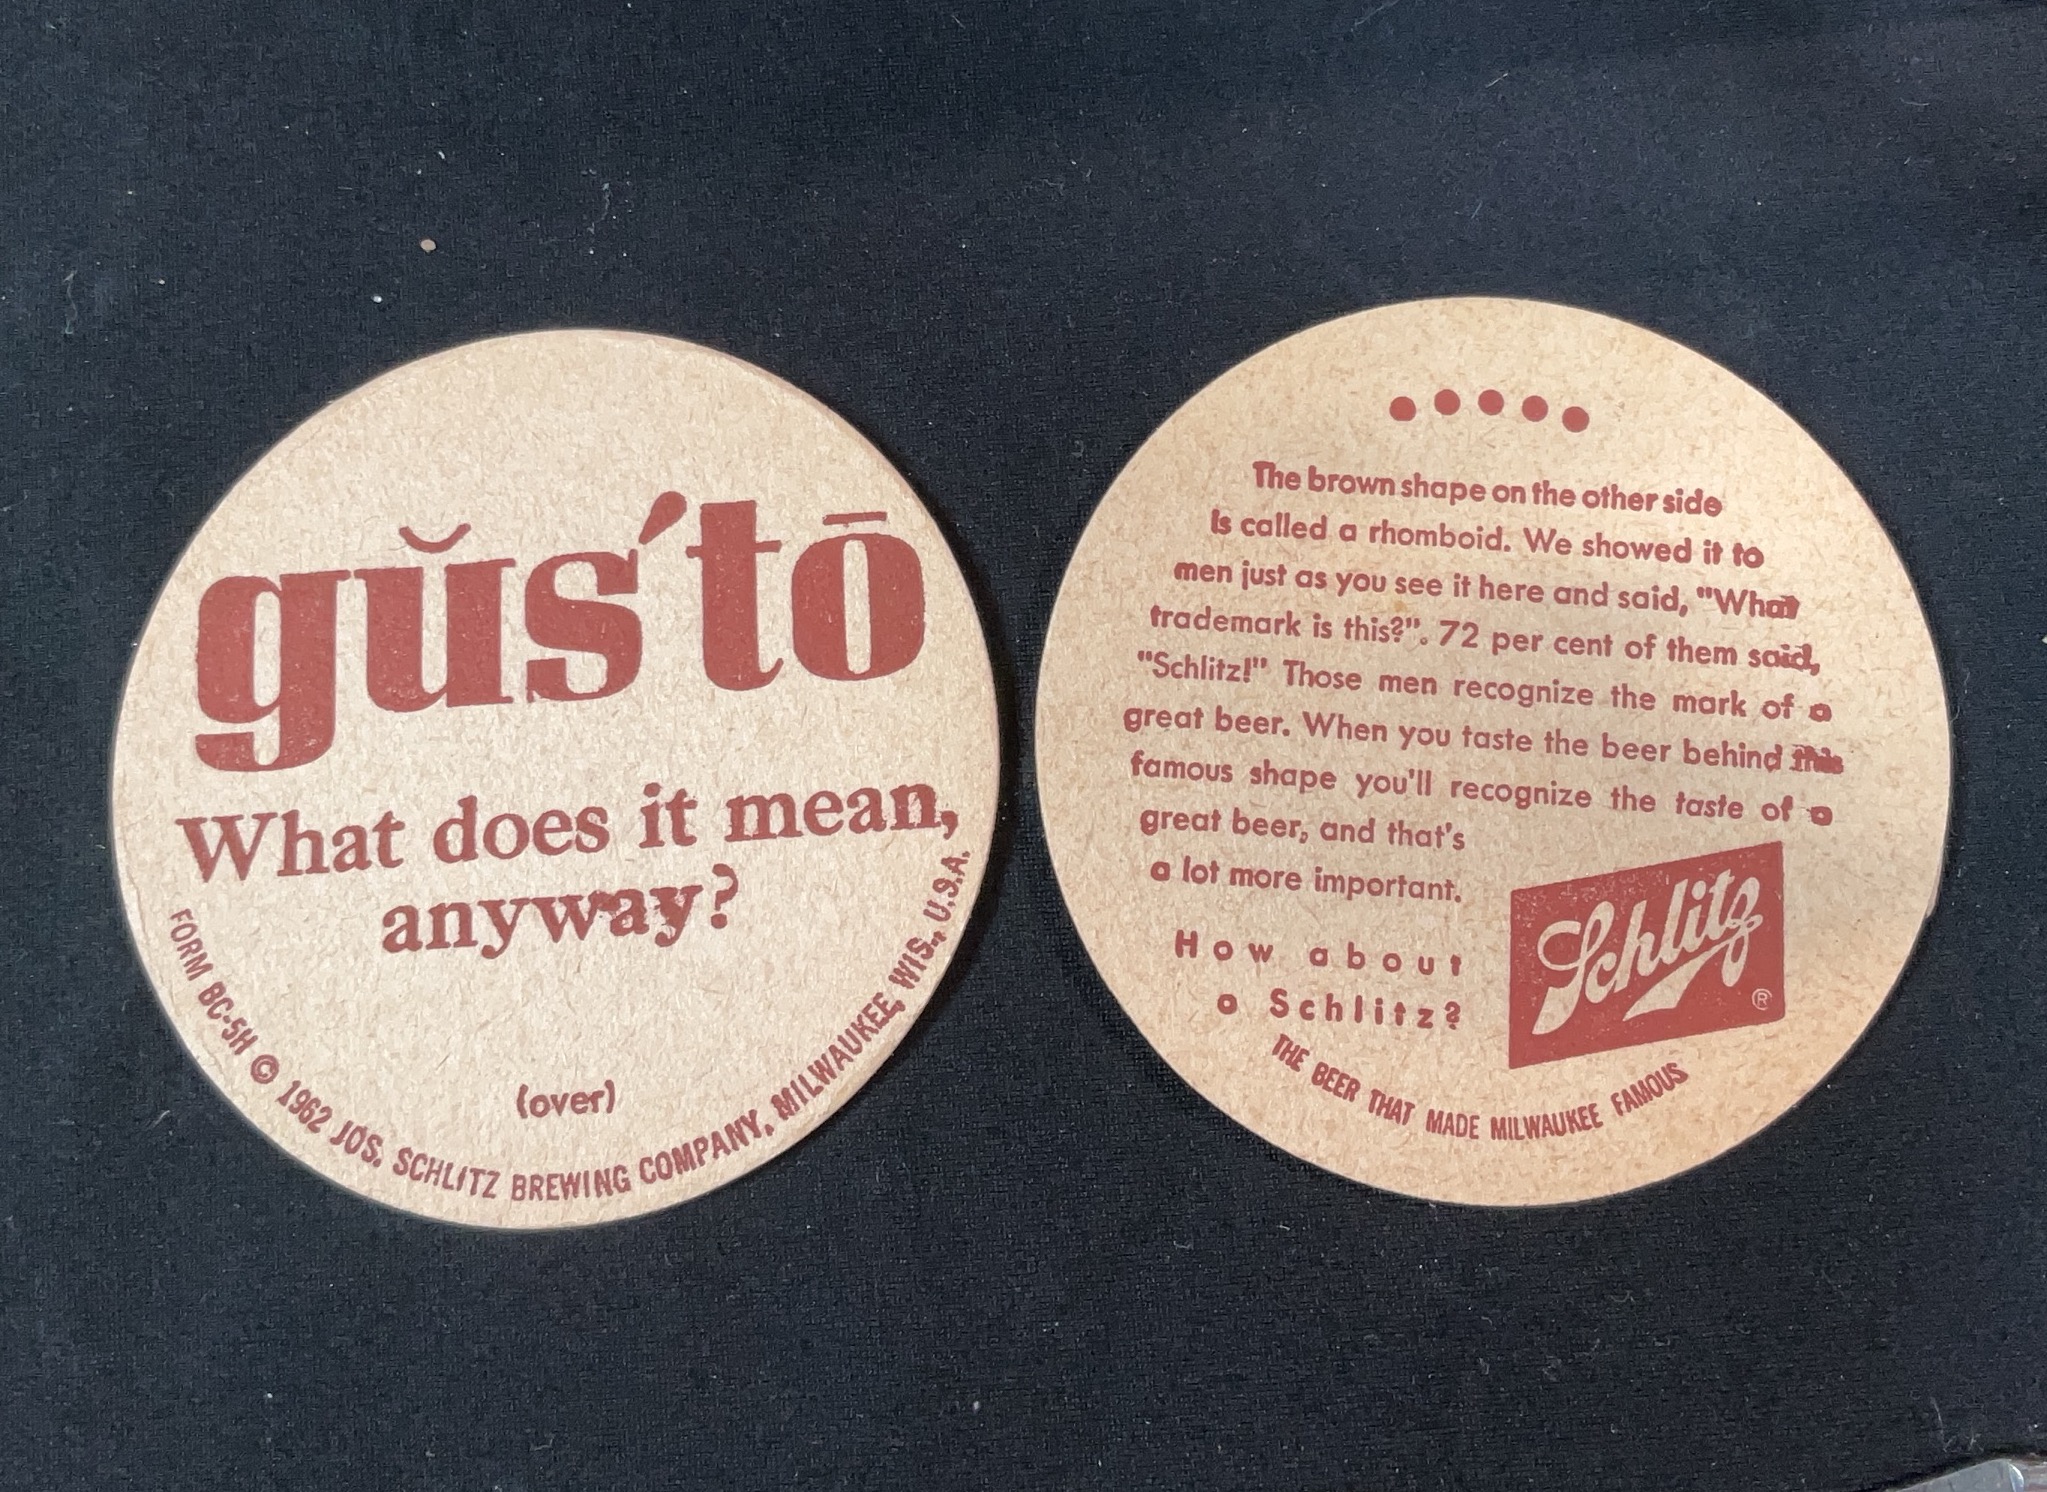 gŭs′tō
What does it mean,
anyway?
(over)
FORM BC-5H © 1962 JOS. SCHLITZ BREWING COMPANY, MILWAUKEE, WIS., U.S.A.
The brown shape on the other side
is called a rhomboid. We showed it to
men just as you see it here and said, "What
trademark is this?". 72 per cent of them said,
"Schlitz!" Those men recognize the mark of a
great beer. When you taste the beer behind this
famous shape you'll recognize the taste of a
great beer, and that's
a lot more important.
How about
a Schlitz?
Schlitz ®
THE BEER THAT MADE MILWAUKEE FAMOUS